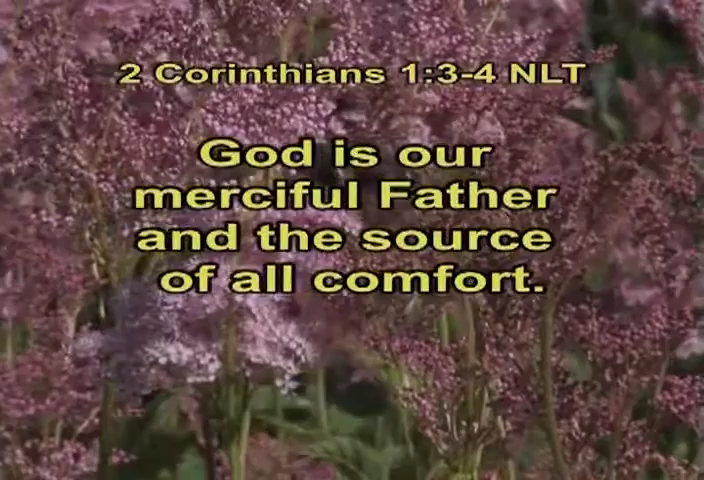 2 Corinthians 1:3-4 NLT
God is our
merciful Father
and the source
of all comfort.